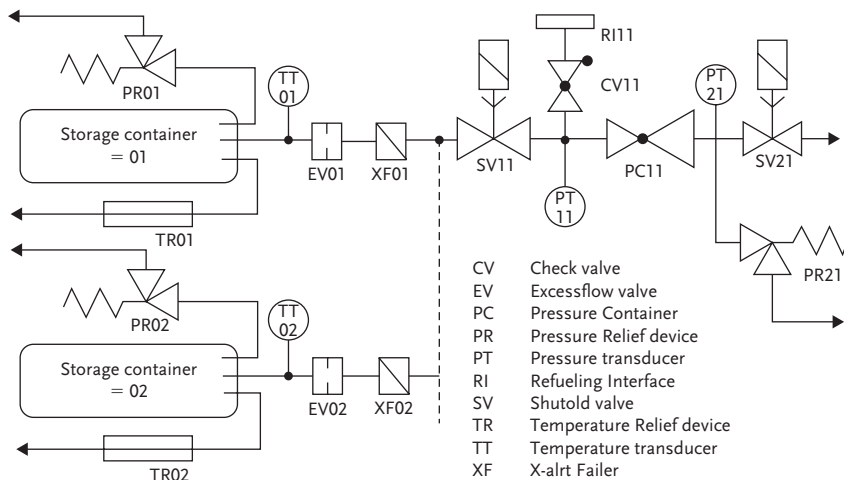 RI11
PR01
TT
01
CV11
PT
21
Storage container
= 01
EV01
XF01
SV11
PC11
SV21
PT
11
TR01
PR02
TT
02
PR21
Storage container
= 02
EV02
XF02
TR02
CV Check valve
EV Excessflow valve
PC Pressure Container
PR Pressure Relief device
PT Pressure transducer
RI Refueling Interface
SV Shutold valve
TR Temperature Relief device
TT Temperature transducer
XF X-alrt Failer